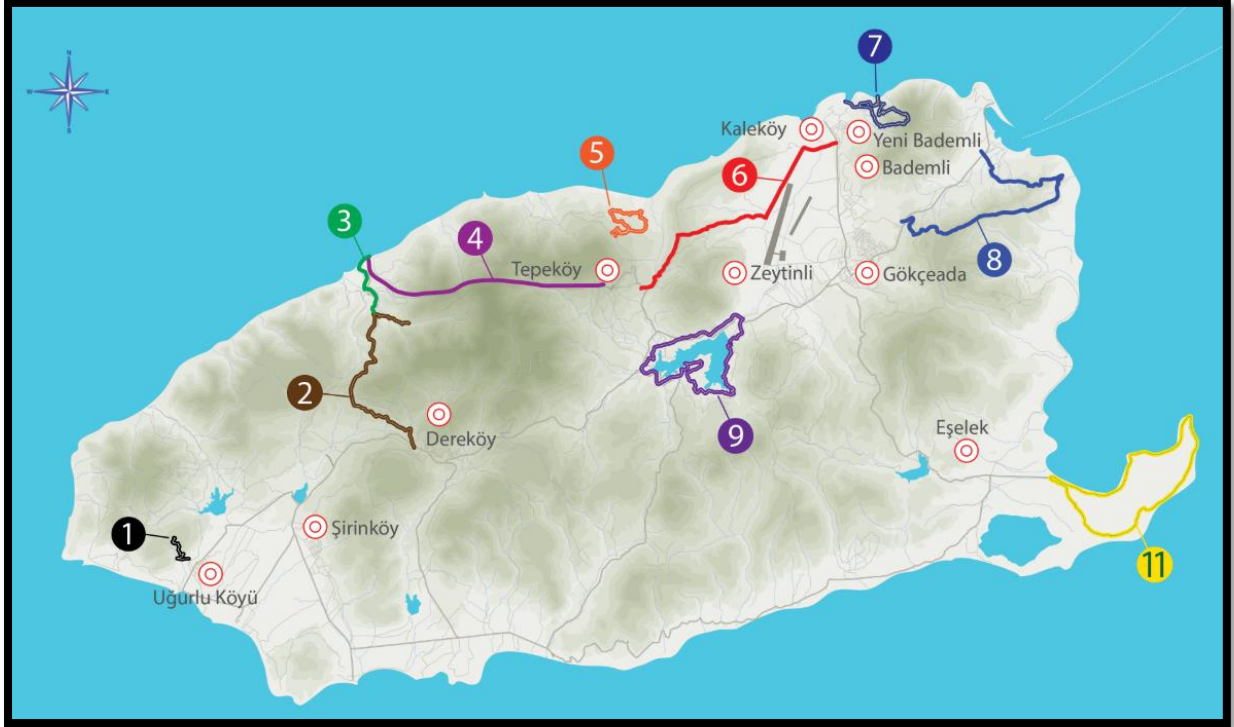 N
W E
S
7
Kaleköy
Yeni Bademli
Bademli
5
6
3
4
8
Tepeköy
Zeytinli
Gökçeada
2
9
Dereköy
Eşelek
1
Şirinköy
11
Uğurlu Köyü